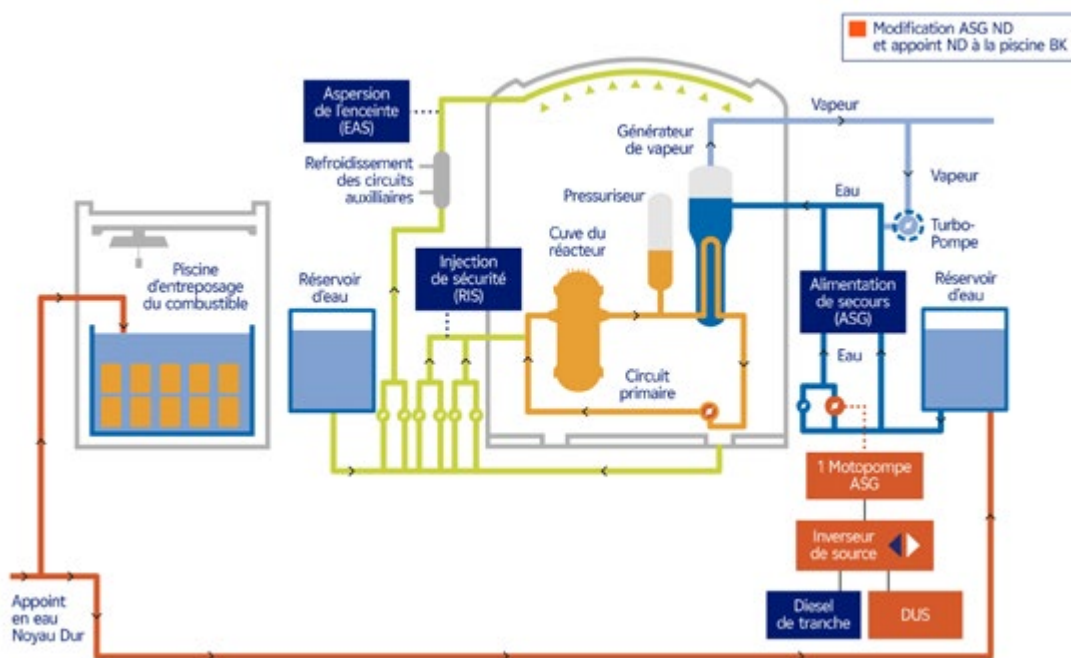 Modification ASG ND
et appoint ND à la piscine BK
Aspersion
de l'enceinte
(EAS)
Refroidissement
des circuits
auxilliaires
Générateur
de vapeur
Vapeur
Vapeur
Pressuriseur
Eau
Turbo-
Pompe
Cuve du
réacteur
Piscine
d'entreposage
du combustible
Réservoir
d'eau
Injection
de sécurité
(RIS)
Alimentation
de secours
(ASG)
Réservoir
d'eau
Eau
Circuit
primaire
1 Motopompe
ASG
Inverseur
de source
Diesel
de tranche
DUS
Appoint
en eau
Noyau Dur